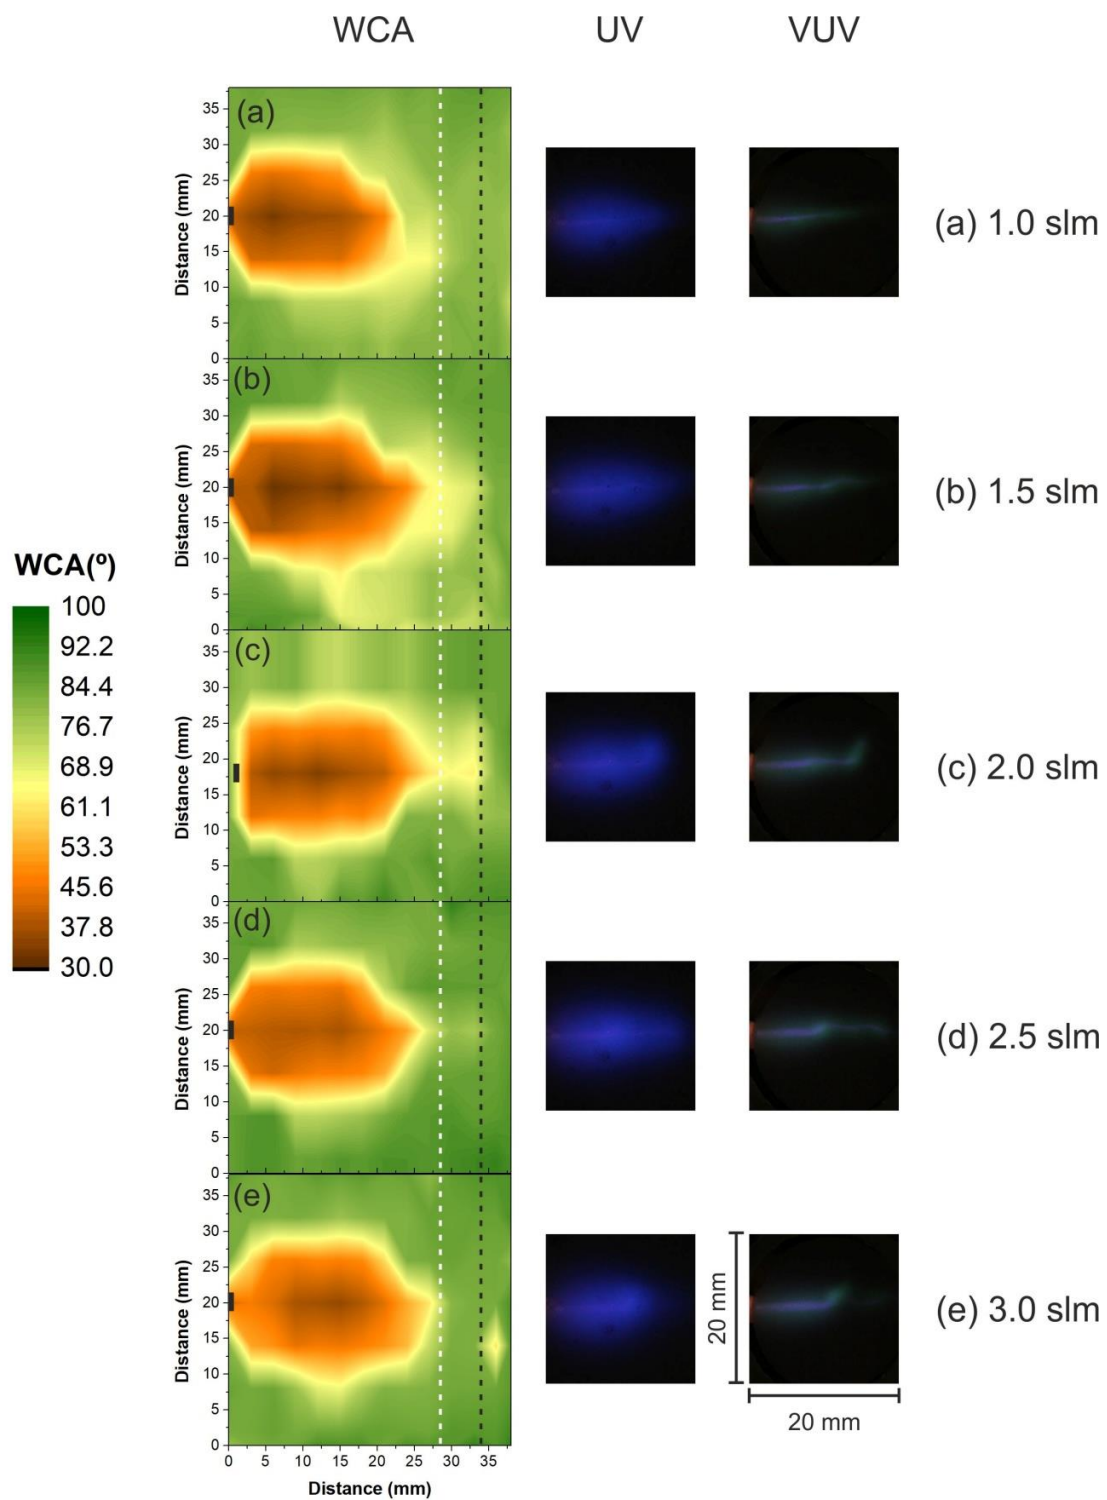 WCA UV VUV
(a)
35
30
25
20
15
10
5
0
Distance (mm)
(a) 1.0 slm
(b)
35
30
25
20
15
10
5
0
Distance (mm)
(b) 1.5 slm
WCA(º)
100
92.2
84.4
76.7
68.9
61.1
53.3
45.6
37.8
30.0
(c)
35
30
25
20
15
10
5
0
Distance (mm)
(c) 2.0 slm
(d)
35
30
25
20
15
10
5
0
Distance (mm)
(d) 2.5 slm
(e)
35
30
25
20
15
10
5
0
Distance (mm)
20 mm
20 mm
(e) 3.0 slm
0 5 10 15 20 25 30 35
Distance (mm)